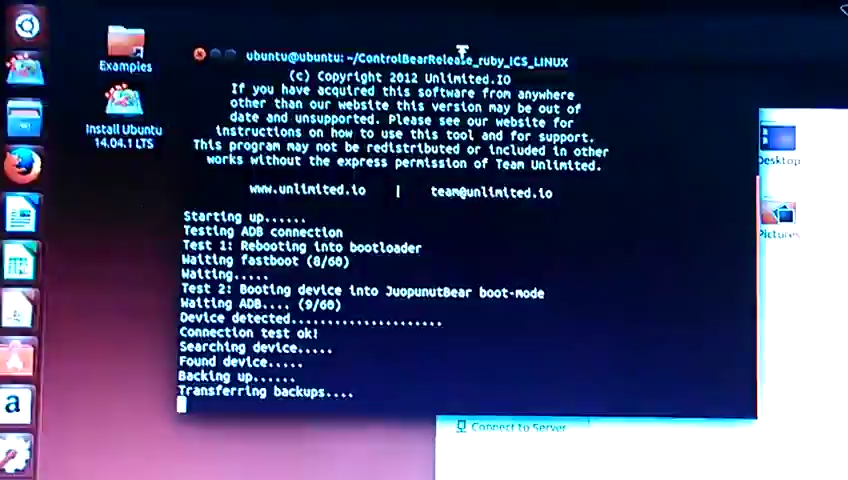 Examples
Install Ubuntu
14.04.1 LTS
ubuntu@ubuntu: ~/ControlBearRelease_ruby_ICS_LINUX
(c) Copyright 2012 Unlimited.IO
If you have acquired this software from anywhere
other than our website this version may be out of
date and unsupported. Please see our website for
instructions on how to use this tool and for support.
This program may not be redistributed or included in other
works without the express permission of Team Unlimited.
www.unlimited.io | team@unlimited.io
Starting up......
Testing ADB connection
Test 1: Rebooting into bootloader
Waiting fastboot (8/60)
Waiting.....
Test 2: Booting device into JuopunutBear boot-mode
Waiting ADB.... (9/60)
Device detected......................
Connection test ok!
Searching device.....
Found device.....
Backing up......
Transferring backups....
Desktop
Pictures
Connect to Server
a